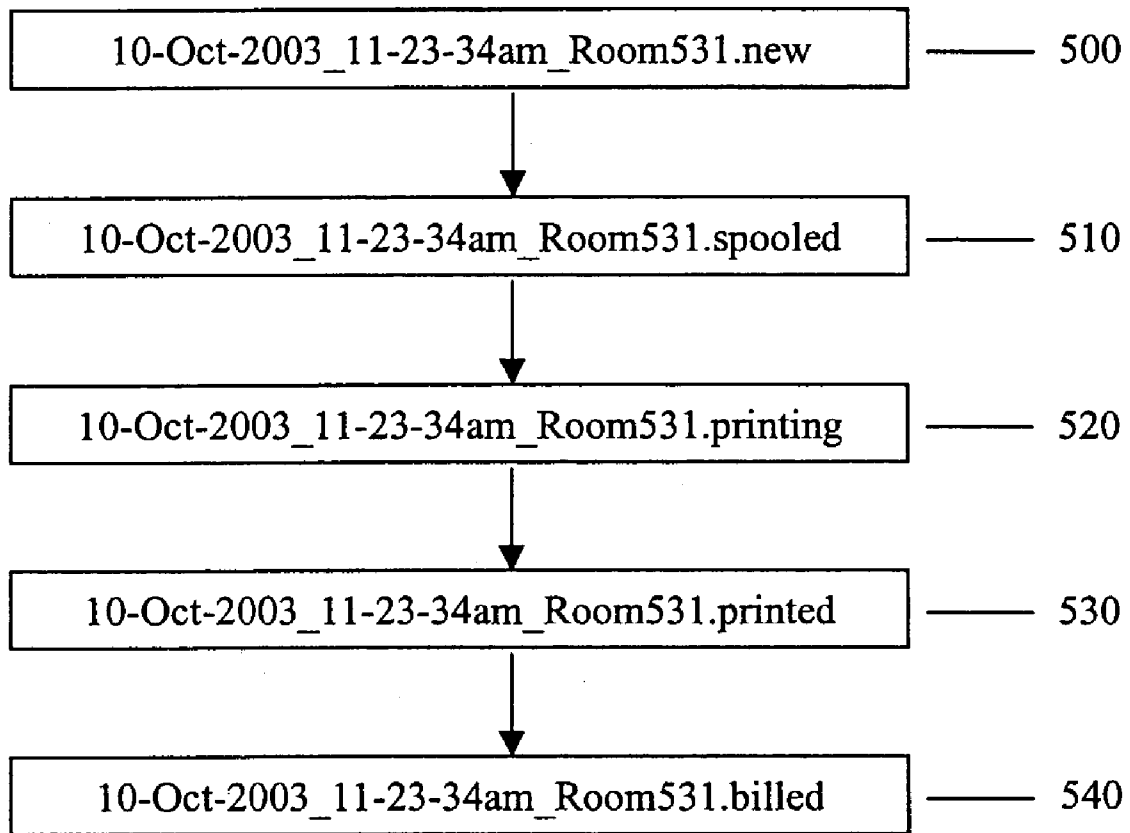 10-Oct-2003_11-23-34am_Room531.new 500
10-Oct-2003_11-23-34am_Room531.spooled 510
10-Oct-2003_11-23-34am_Room531.printing 520
10-Oct-2003_11-23-34am_Room531.printed 530
10-Oct-2003_11-23-34am_Room531.billed 540